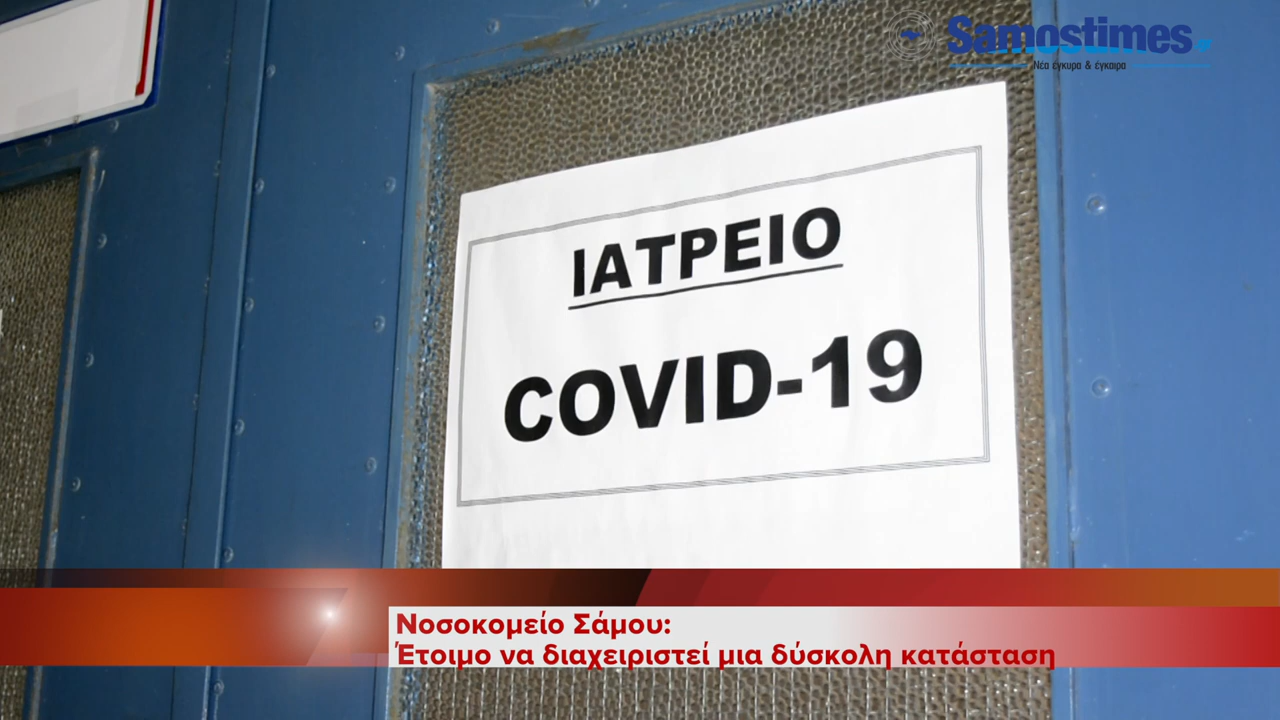 Samostimes
Νέα έγκυρα & έγκαιρα
ΙΑΤΡΕΙΟ
COVID-19
Νοσοκομείο Σάμου:
Έτοιμο να διαχειριστεί μια δύσκολη κατάσταση